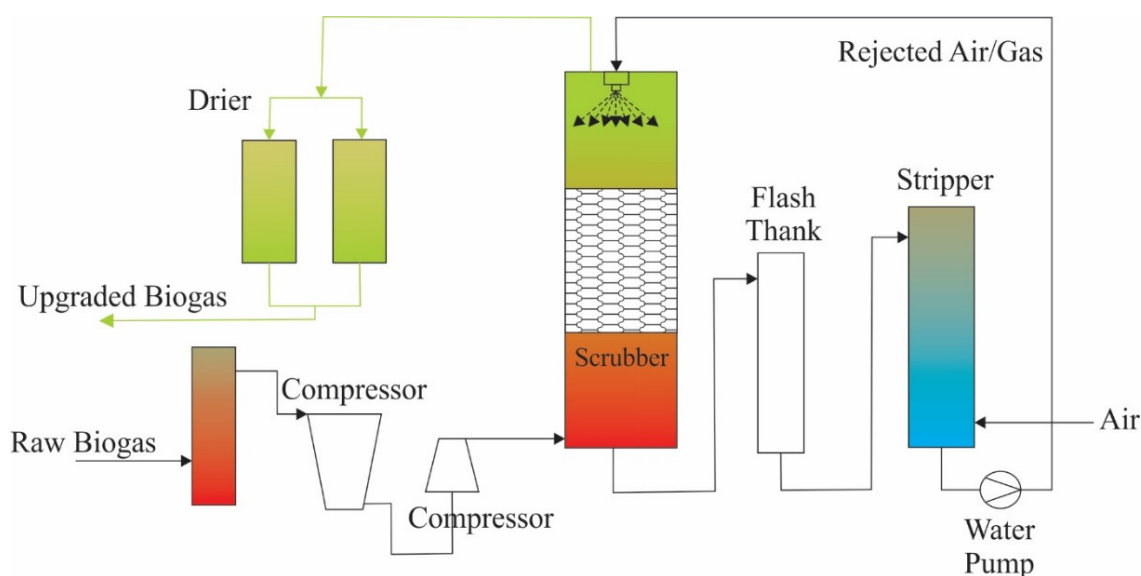 Rejected Air/Gas
Drier
Stripper
Flash
Thank
Upgraded Biogas
Scrubber
Compressor
Raw Biogas
Air
Compressor
Water
Pump